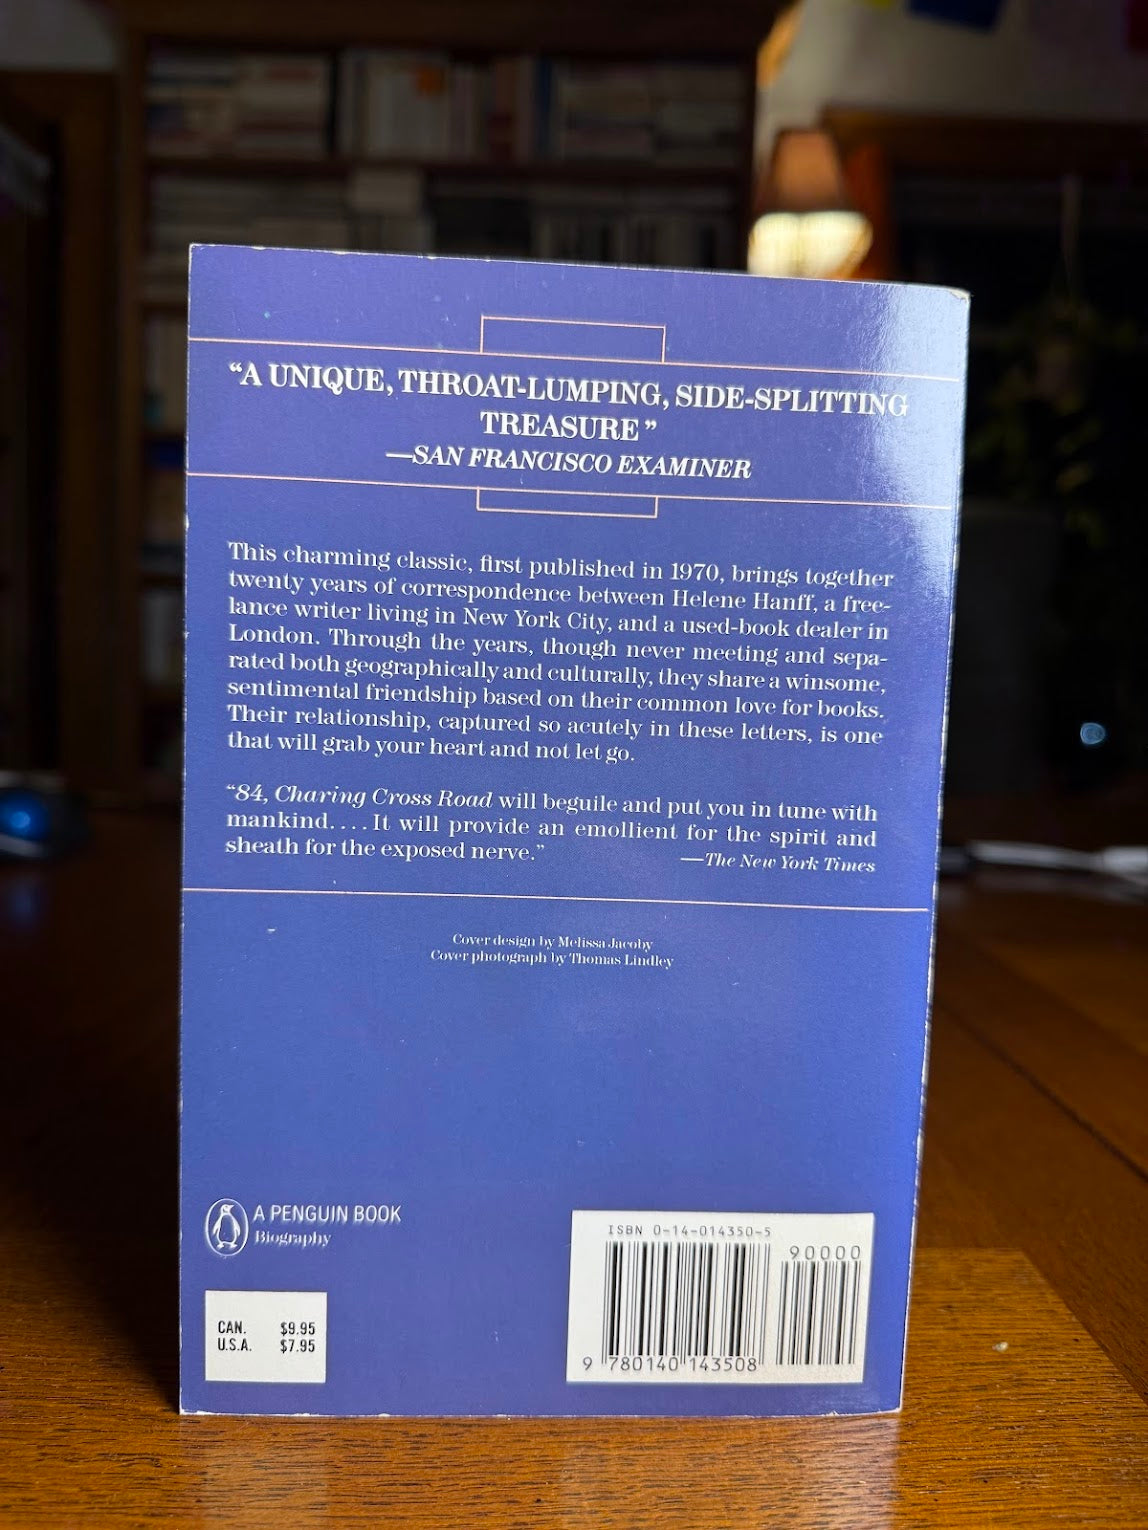 “A UNIQUE, THROAT-LUMPING, SIDE-SPLITTING
TREASURE”
—SAN FRANCISCO EXAMINER
This charming classic, first published in 1970, brings together
twenty years of correspondence between Helene Hanff, a free-
lance writer living in New York City, and a used-book dealer in
London. Through the years, though never meeting and sepa-
rated both geographically and culturally, they share a winsome,
sentimental friendship based on their common love for books.
Their relationship, captured so acutely in these letters, is one
that will grab your heart and not let go.
“84, Charing Cross Road will beguile and put you in tune with
mankind. . . . It will provide an emollient for the spirit and
sheath for the exposed nerve.” —The New York Times
Cover design by Melissa Jacoby
Cover photograph by Thomas Lindley
A PENGUIN BOOK
Biography
CAN. $9.95
U.S.A. $7.95
ISBN 0-14-014350-5
90000
9 780140 143508